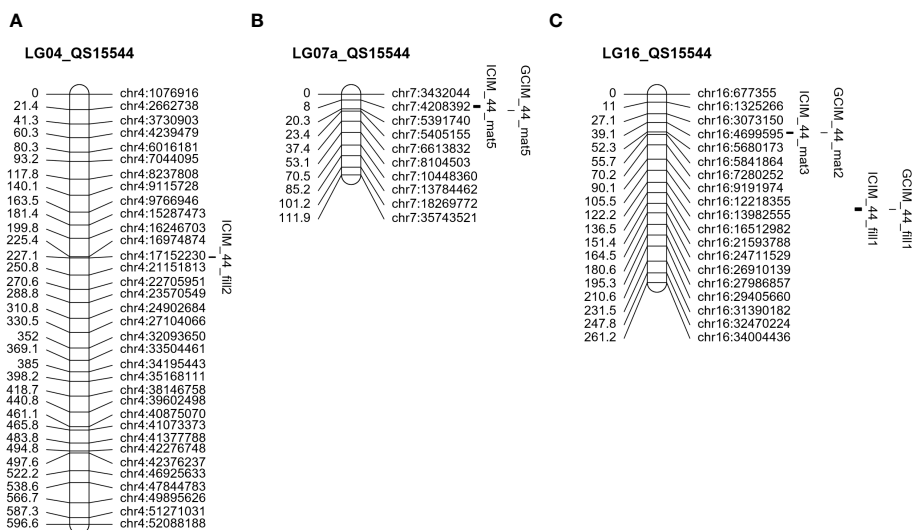 A
LG04_QS15544
0 chr4:1076916
21.4 chr4:2662738
41.3 chr4:3730903
60.3 chr4:4239479
80.3 chr4:6016181
93.2 chr4:7044095
117.8 chr4:8237808
140.1 chr4:9115728
163.5 chr4:9766946
181.4 chr4:15287473
199.8 chr4:16246703
225.4 chr4:16974874
227.1 chr4:17152230
250.8 chr4:21151813
270.6 chr4:22705951
288.8 chr4:23570549
310.8 chr4:24902684
330.5 chr4:27104066
352 chr4:32093650
369.1 chr4:33504461
385 chr4:34195443
398.2 chr4:35168111
418.7 chr4:38146758
440.8 chr4:39602498
461.1 chr4:40875070
465.8 chr4:41073373
483.8 chr4:41377788
494.8 chr4:42276748
497.6 chr4:42376237
522.2 chr4:46925633
538.6 chr4:47844783
566.7 chr4:49895626
587.3 chr4:51271031
596.6 chr4:52088188
ICIM_44_fill2
B
LG07a_QS15544
0 chr7:3432044
8 chr7:4208392
20.3 chr7:5391740
23.4 chr7:5405155
37.4 chr7:6613832
53.1 chr7:8104503
70.5 chr7:10448360
85.2 chr7:13784462
101.2 chr7:18269772
111.9 chr7:35743521
ICIM_44_mat5
GCIM_44_mat5
C
LG16_QS15544
0 chr16:677355
11 chr16:1325266
27.1 chr16:3073150
39.1 chr16:4699595
52.3 chr16:5680173
55.7 chr16:5841864
70.2 chr16:7280252
90.1 chr16:9191974
105.5 chr16:12218355
122.2 chr16:13982555
136.5 chr16:16512982
151.4 chr16:21593788
164.5 chr16:24711529
180.6 chr16:26910139
195.3 chr16:27986857
210.6 chr16:29405660
231.5 chr16:31390182
247.8 chr16:32470224
261.2 chr16:34004436
ICIM_44_mat3
GCIM_44_mat2
ICIM_44_fill1
GCIM_44_fill1